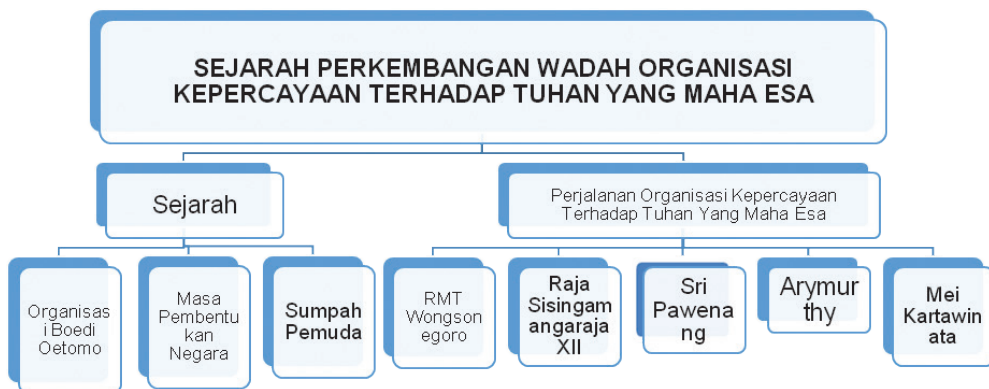 SEJARAH PERKEMBANGAN WADAH ORGANISASI
KEPERCAYAAN TERHADAP TUHAN YANG MAHA ESA
Sejarah
Perjalanan Organisasi Kepercayaan
Terhadap Tuhan Yang Maha Esa
Organisas
i Boedi
Oetomo
Masa
Pembentu
kan
Negara
Sumpah
Pemuda
RMT
Wongson
egoro
Raja
Sisingam
angaraja
XII
Sri
Pawena
ng
Arymur
thy
Mei
Kartawin
ata